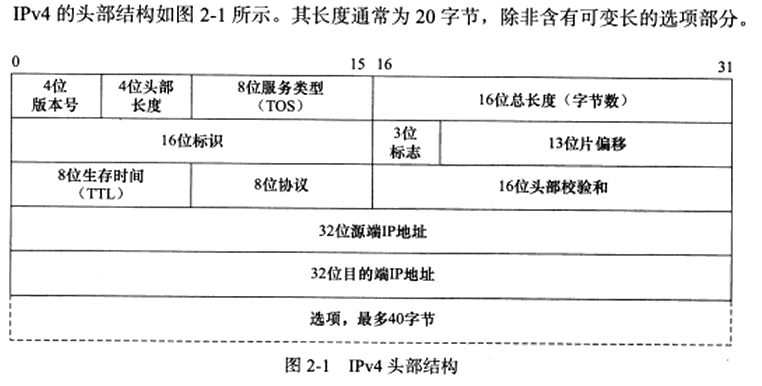 IPv4 的头部结构如图 2-1 所示。其长度通常为 20 字节，除非含有可变长的选项部分。
0 15 16 31
4位版本号 4位头部长度 8位服务类型（TOS） 16位总长度（字节数）
16位标识 3位标志 13位片偏移
8位生存时间（TTL） 8位协议 16位头部校验和
32位源端IP地址
32位目的端IP地址
选项，最多40字节
图 2-1 IPv4 头部结构